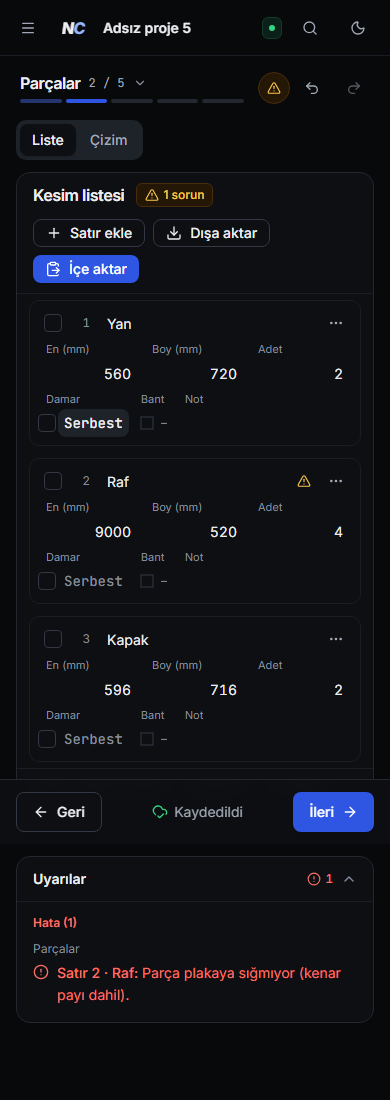 NC Adsız proje 5
Parçalar 2 / 5
Liste Çizim
Kesim listesi 1 sorun
Satır ekle Dışa aktar
İçe aktar
1 Yan
En (mm) Boy (mm) Adet
560 720 2
Damar Bant Not
Serbest –
2 Raf
En (mm) Boy (mm) Adet
9000 520 4
Damar Bant Not
Serbest –
3 Kapak
En (mm) Boy (mm) Adet
596 716 2
Damar Bant Not
Serbest –
Geri Kaydedildi İleri
Uyarılar 1
Hata (1)
Parçalar
Satır 2 · Raf: Parça plakaya sığmıyor (kenar
payı dahil).